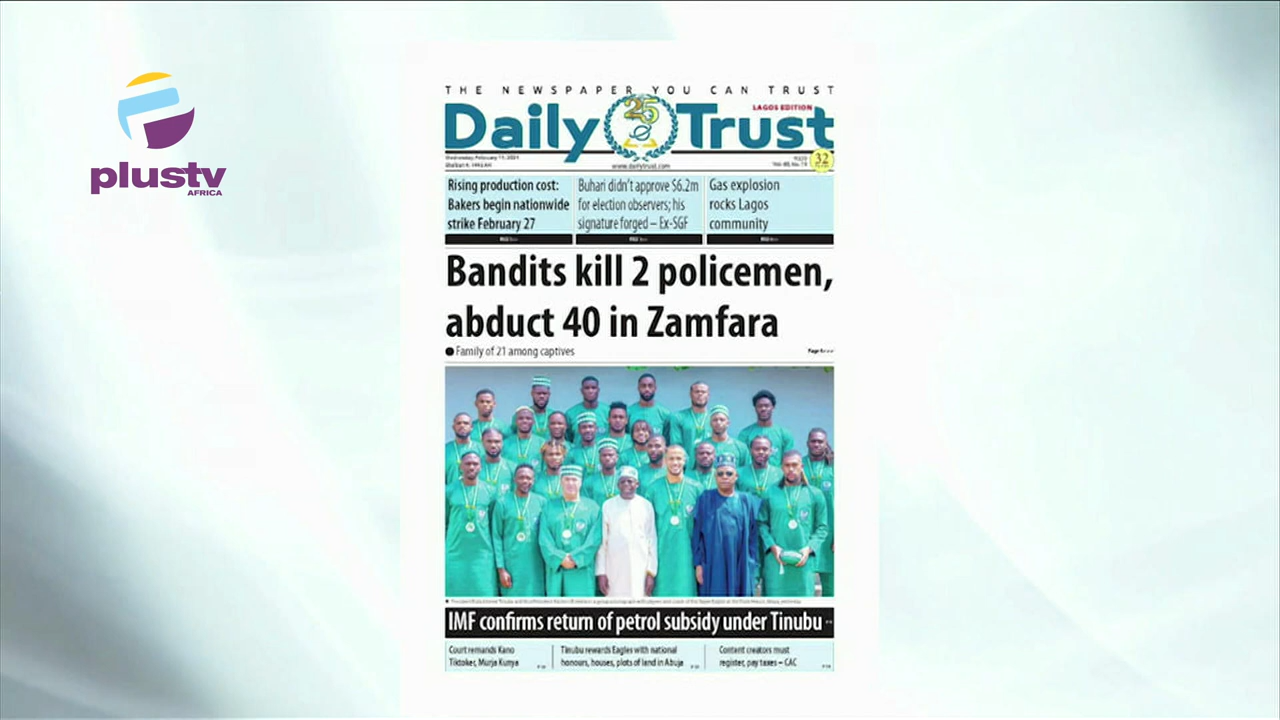 plustv
AFRICA
THE NEWSPAPER YOU CAN TRUST
LAGOS EDITION
Daily Trust
25
Wednesday, February
www.dailytrust.com
32
Rising production cost:
Bakers begin nationwide
strike February 27
Buhari didn't approve $6.2m
for election observers; his
signature forged – Ex-SGF
Gas explosion
rocks Lagos
community
Bandits kill 2 policemen,
abduct 40 in Zamfara
● Family of 21 among captives
Page
IMF confirms return of petrol subsidy under Tinubu
Court remands Kano
Tiktoker, Murja Kunya
Tinubu rewards Eagles with national
honours, houses, plots of land in Abuja
Content creators must
register, pay taxes – CAC